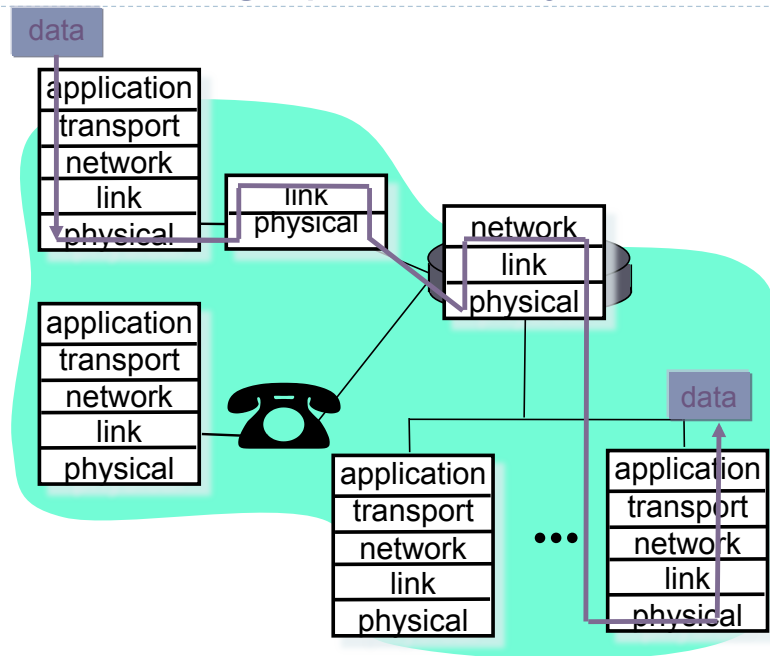 data
application
transport
network
link
physical
link
physical
network
link
physical
application
transport
network
link
physical
data
application
transport
network
link
physical
application
transport
network
link
physical